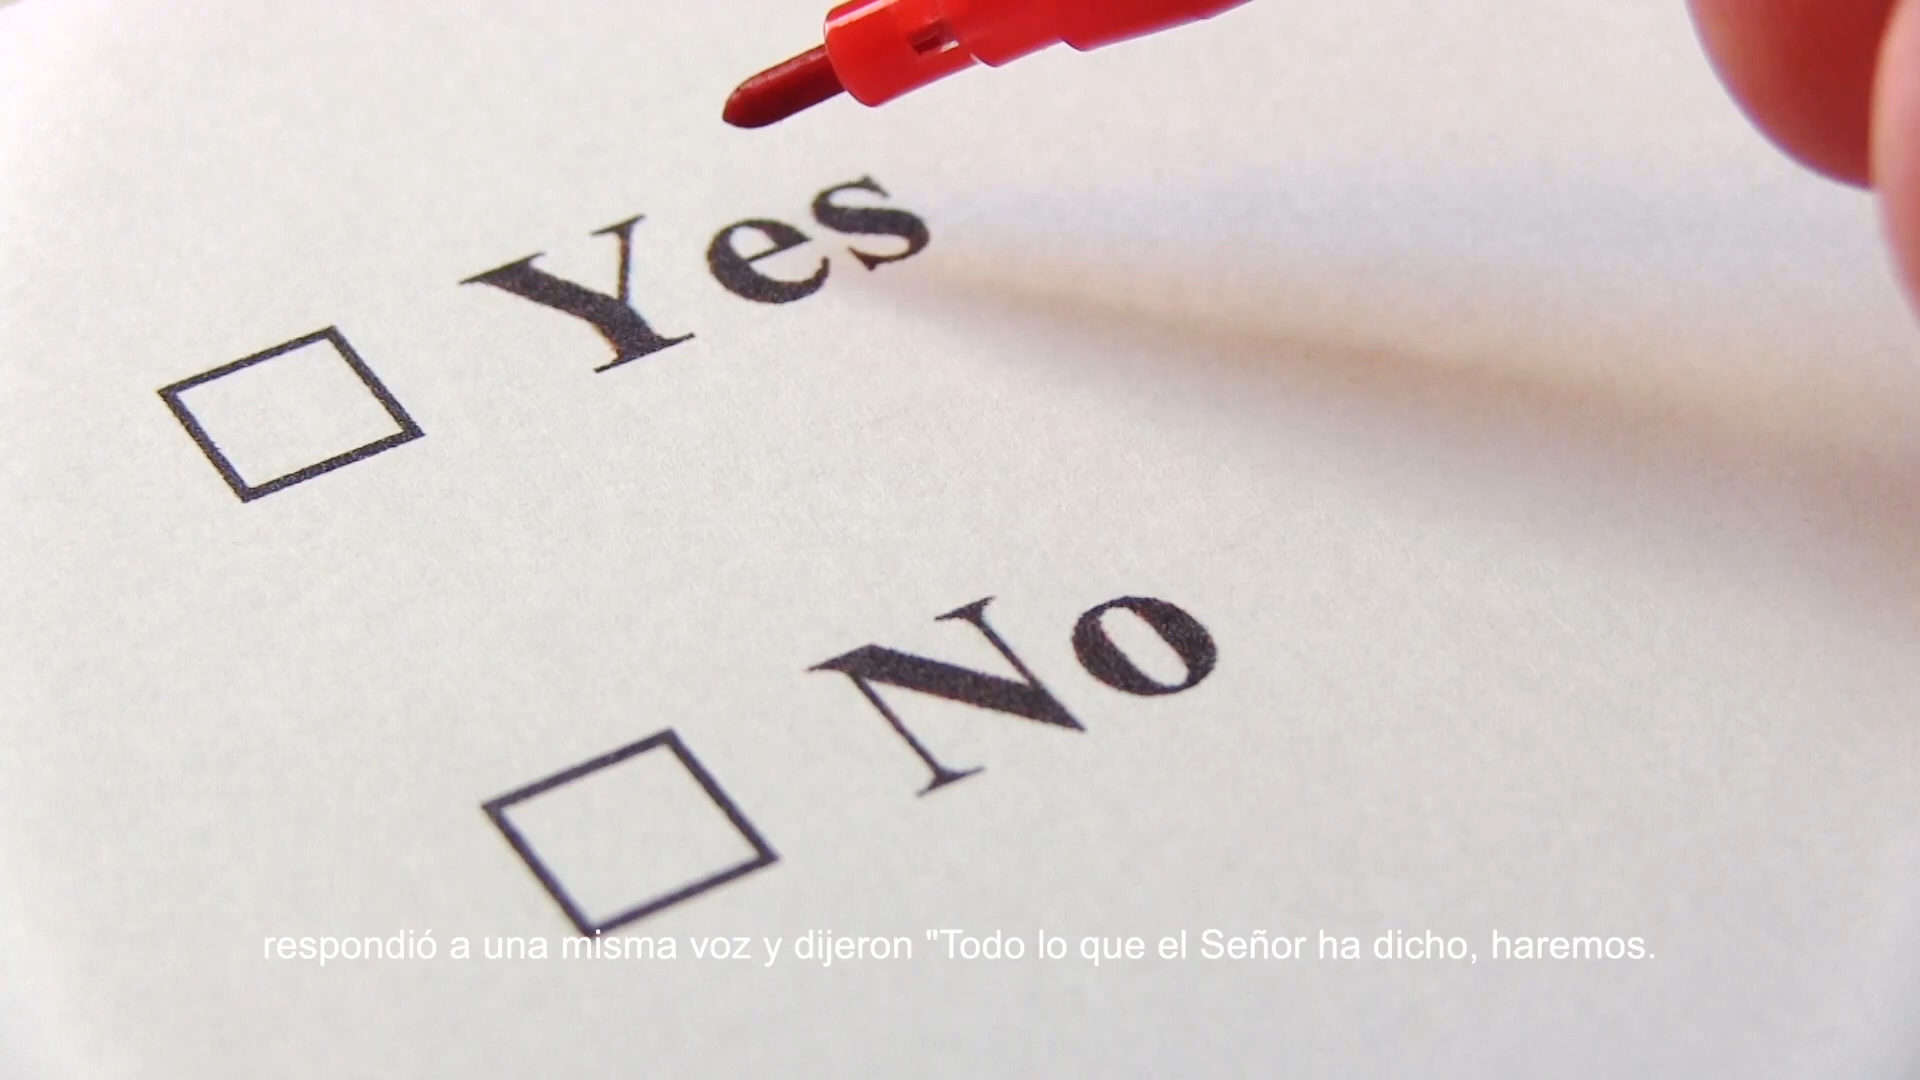 Yes
No
respondió a una misma voz y dijeron "Todo lo que el Señor ha dicho, haremos.